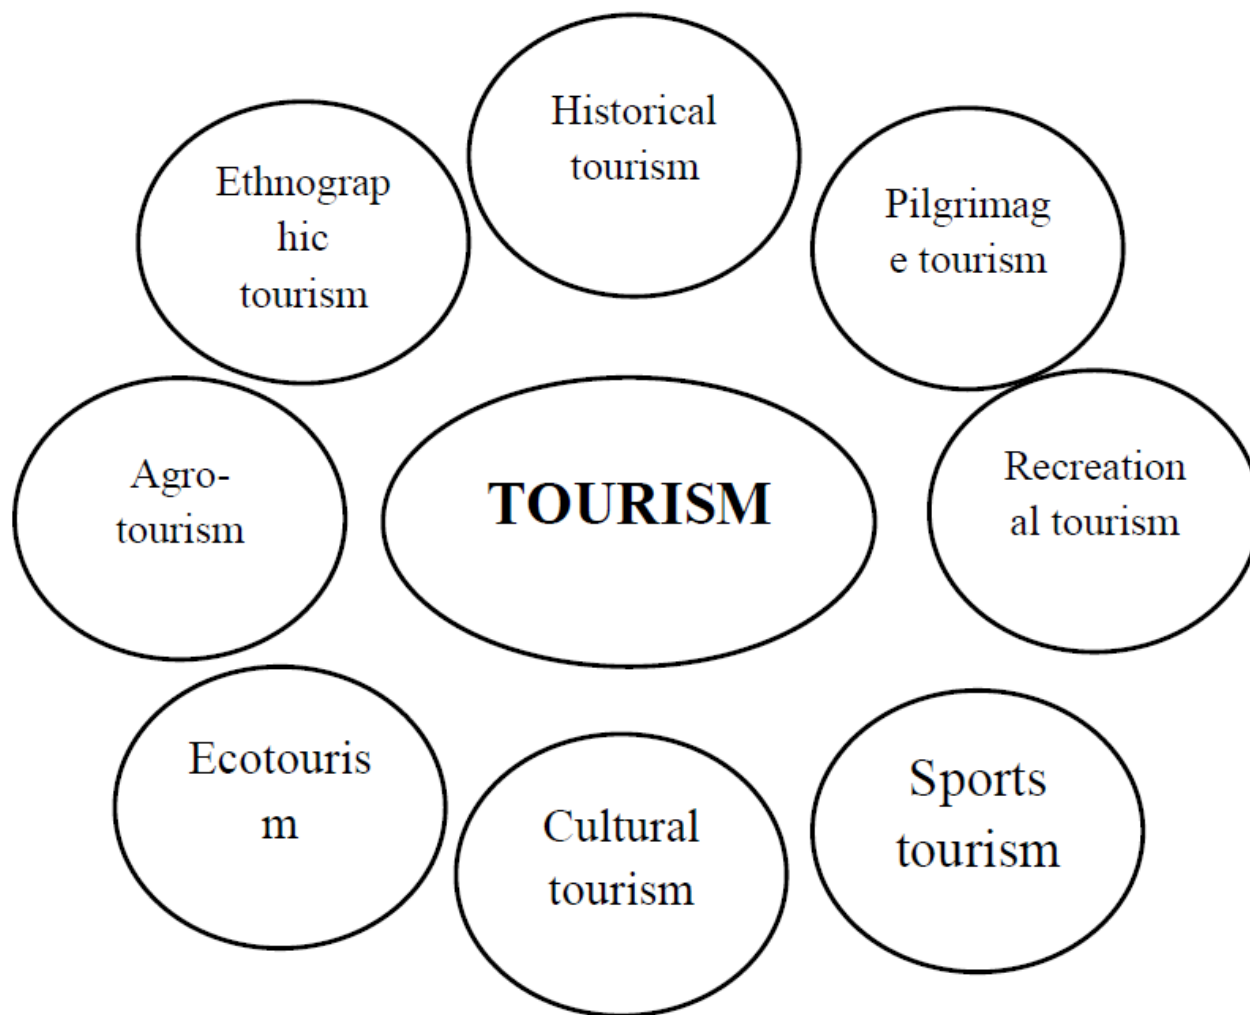 Historical
tourism
Ethnograp
hic
tourism
Pilgrimag
e tourism
Agro-
tourism
TOURISM
Recreation
al tourism
Ecotouris
m
Cultural
tourism
Sports
tourism